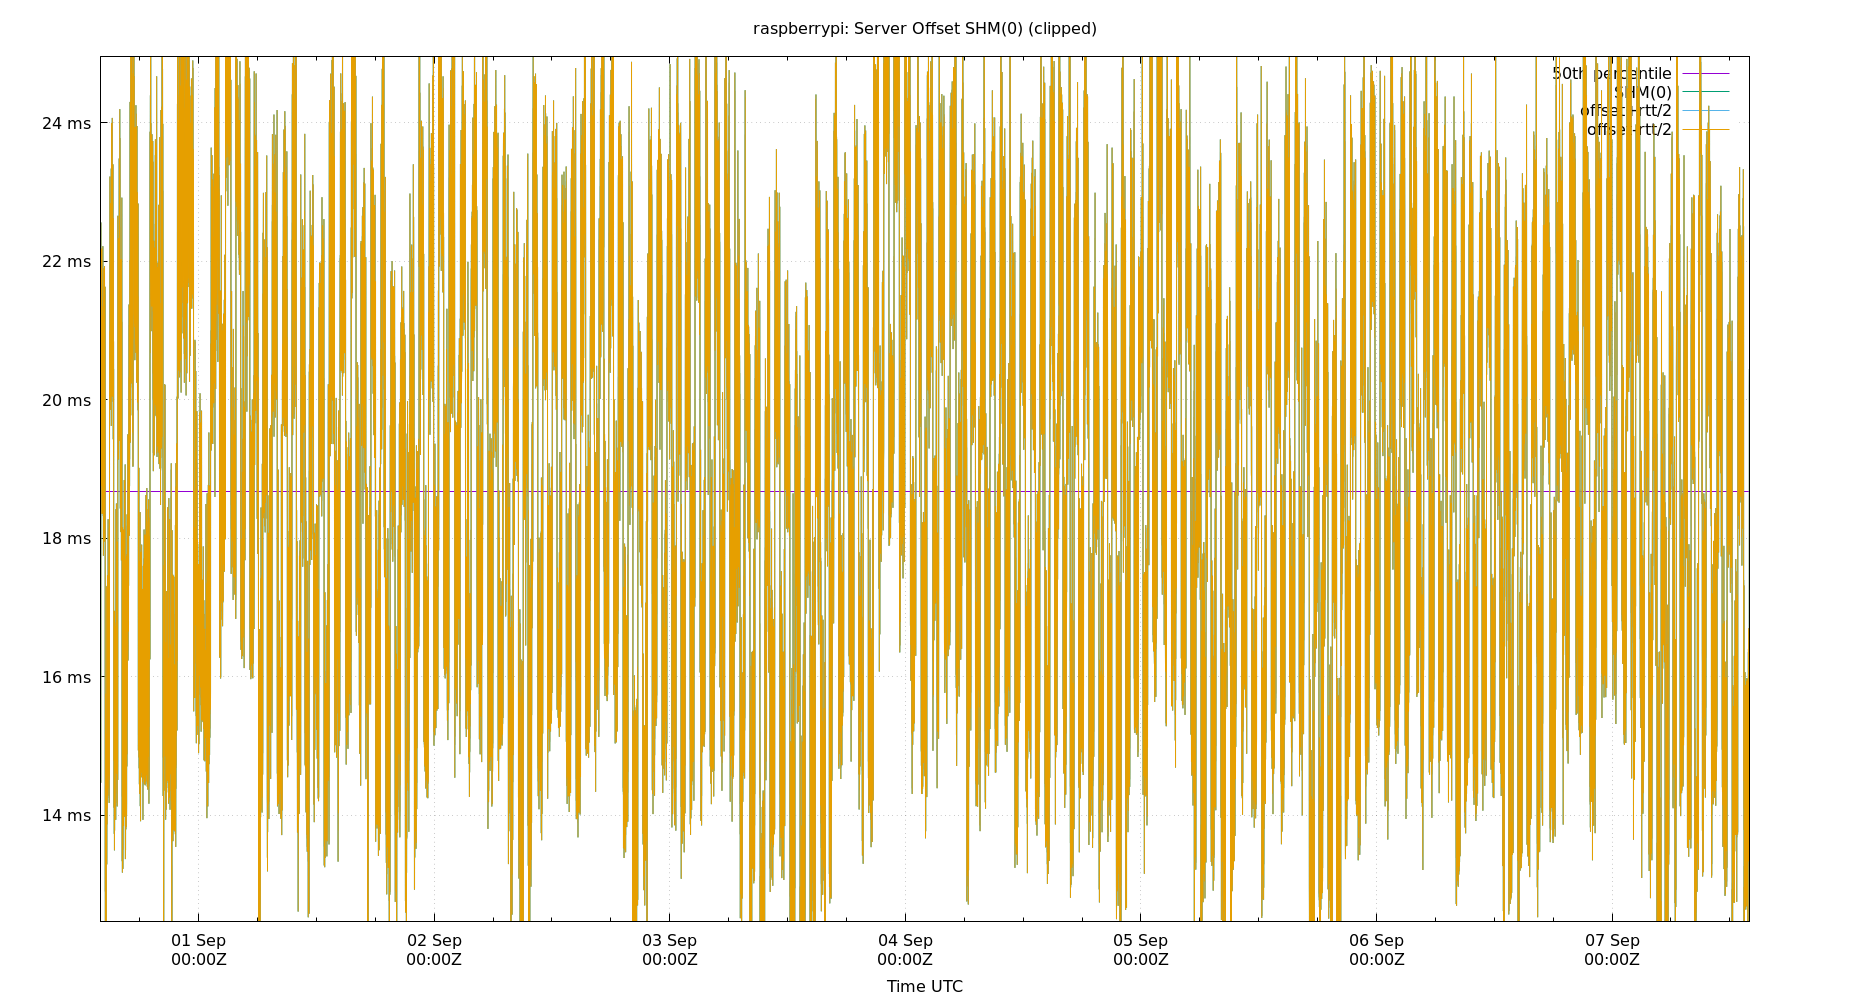 raspberrypi: Server Offset SHM(0) (clipped)
50th percentile
SHM(0)
offset+rtt/2
offset-rtt/2
24 ms
22 ms
20 ms
18 ms
16 ms
14 ms
01 Sep
00:00Z
02 Sep
00:00Z
03 Sep
00:00Z
04 Sep
00:00Z
05 Sep
00:00Z
06 Sep
00:00Z
07 Sep
00:00Z
Time UTC